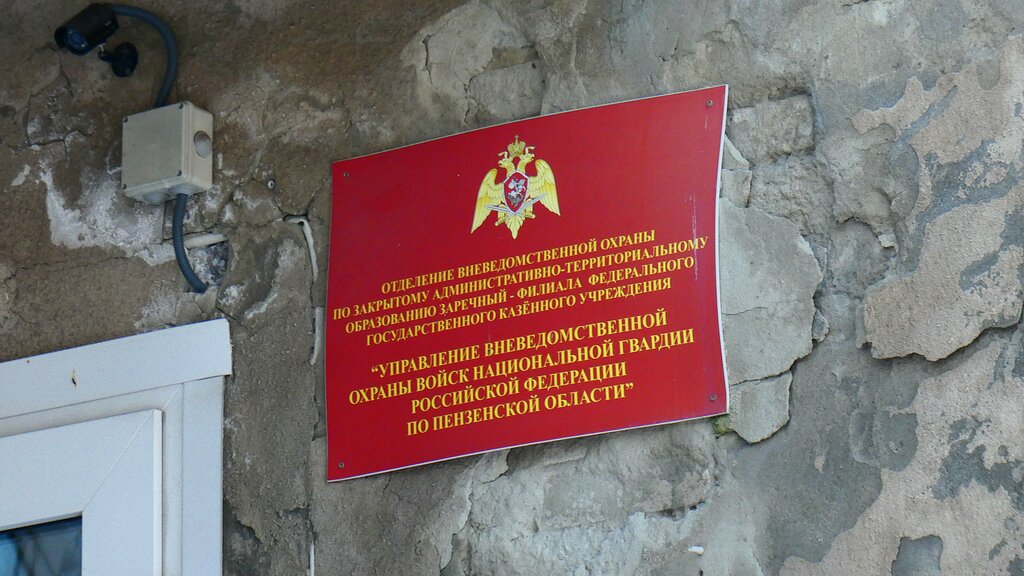 ОТДЕЛЕНИЕ ВНЕВЕДОМСТВЕННОЙ ОХРАНЫ
ПО ЗАКРЫТОМУ АДМИНИСТРАТИВНО-ТЕРРИТОРИАЛЬНОМУ
ОБРАЗОВАНИЮ ЗАРЕЧНЫЙ - ФИЛИАЛА ФЕДЕРАЛЬНОГО
ГОСУДАРСТВЕННОГО КАЗЁННОГО УЧРЕЖДЕНИЯ
“УПРАВЛЕНИЕ ВНЕВЕДОМСТВЕННОЙ
ОХРАНЫ ВОЙСК НАЦИОНАЛЬНОЙ ГВАРДИИ
РОССИЙСКОЙ ФЕДЕРАЦИИ
ПО ПЕНЗЕНСКОЙ ОБЛАСТИ”